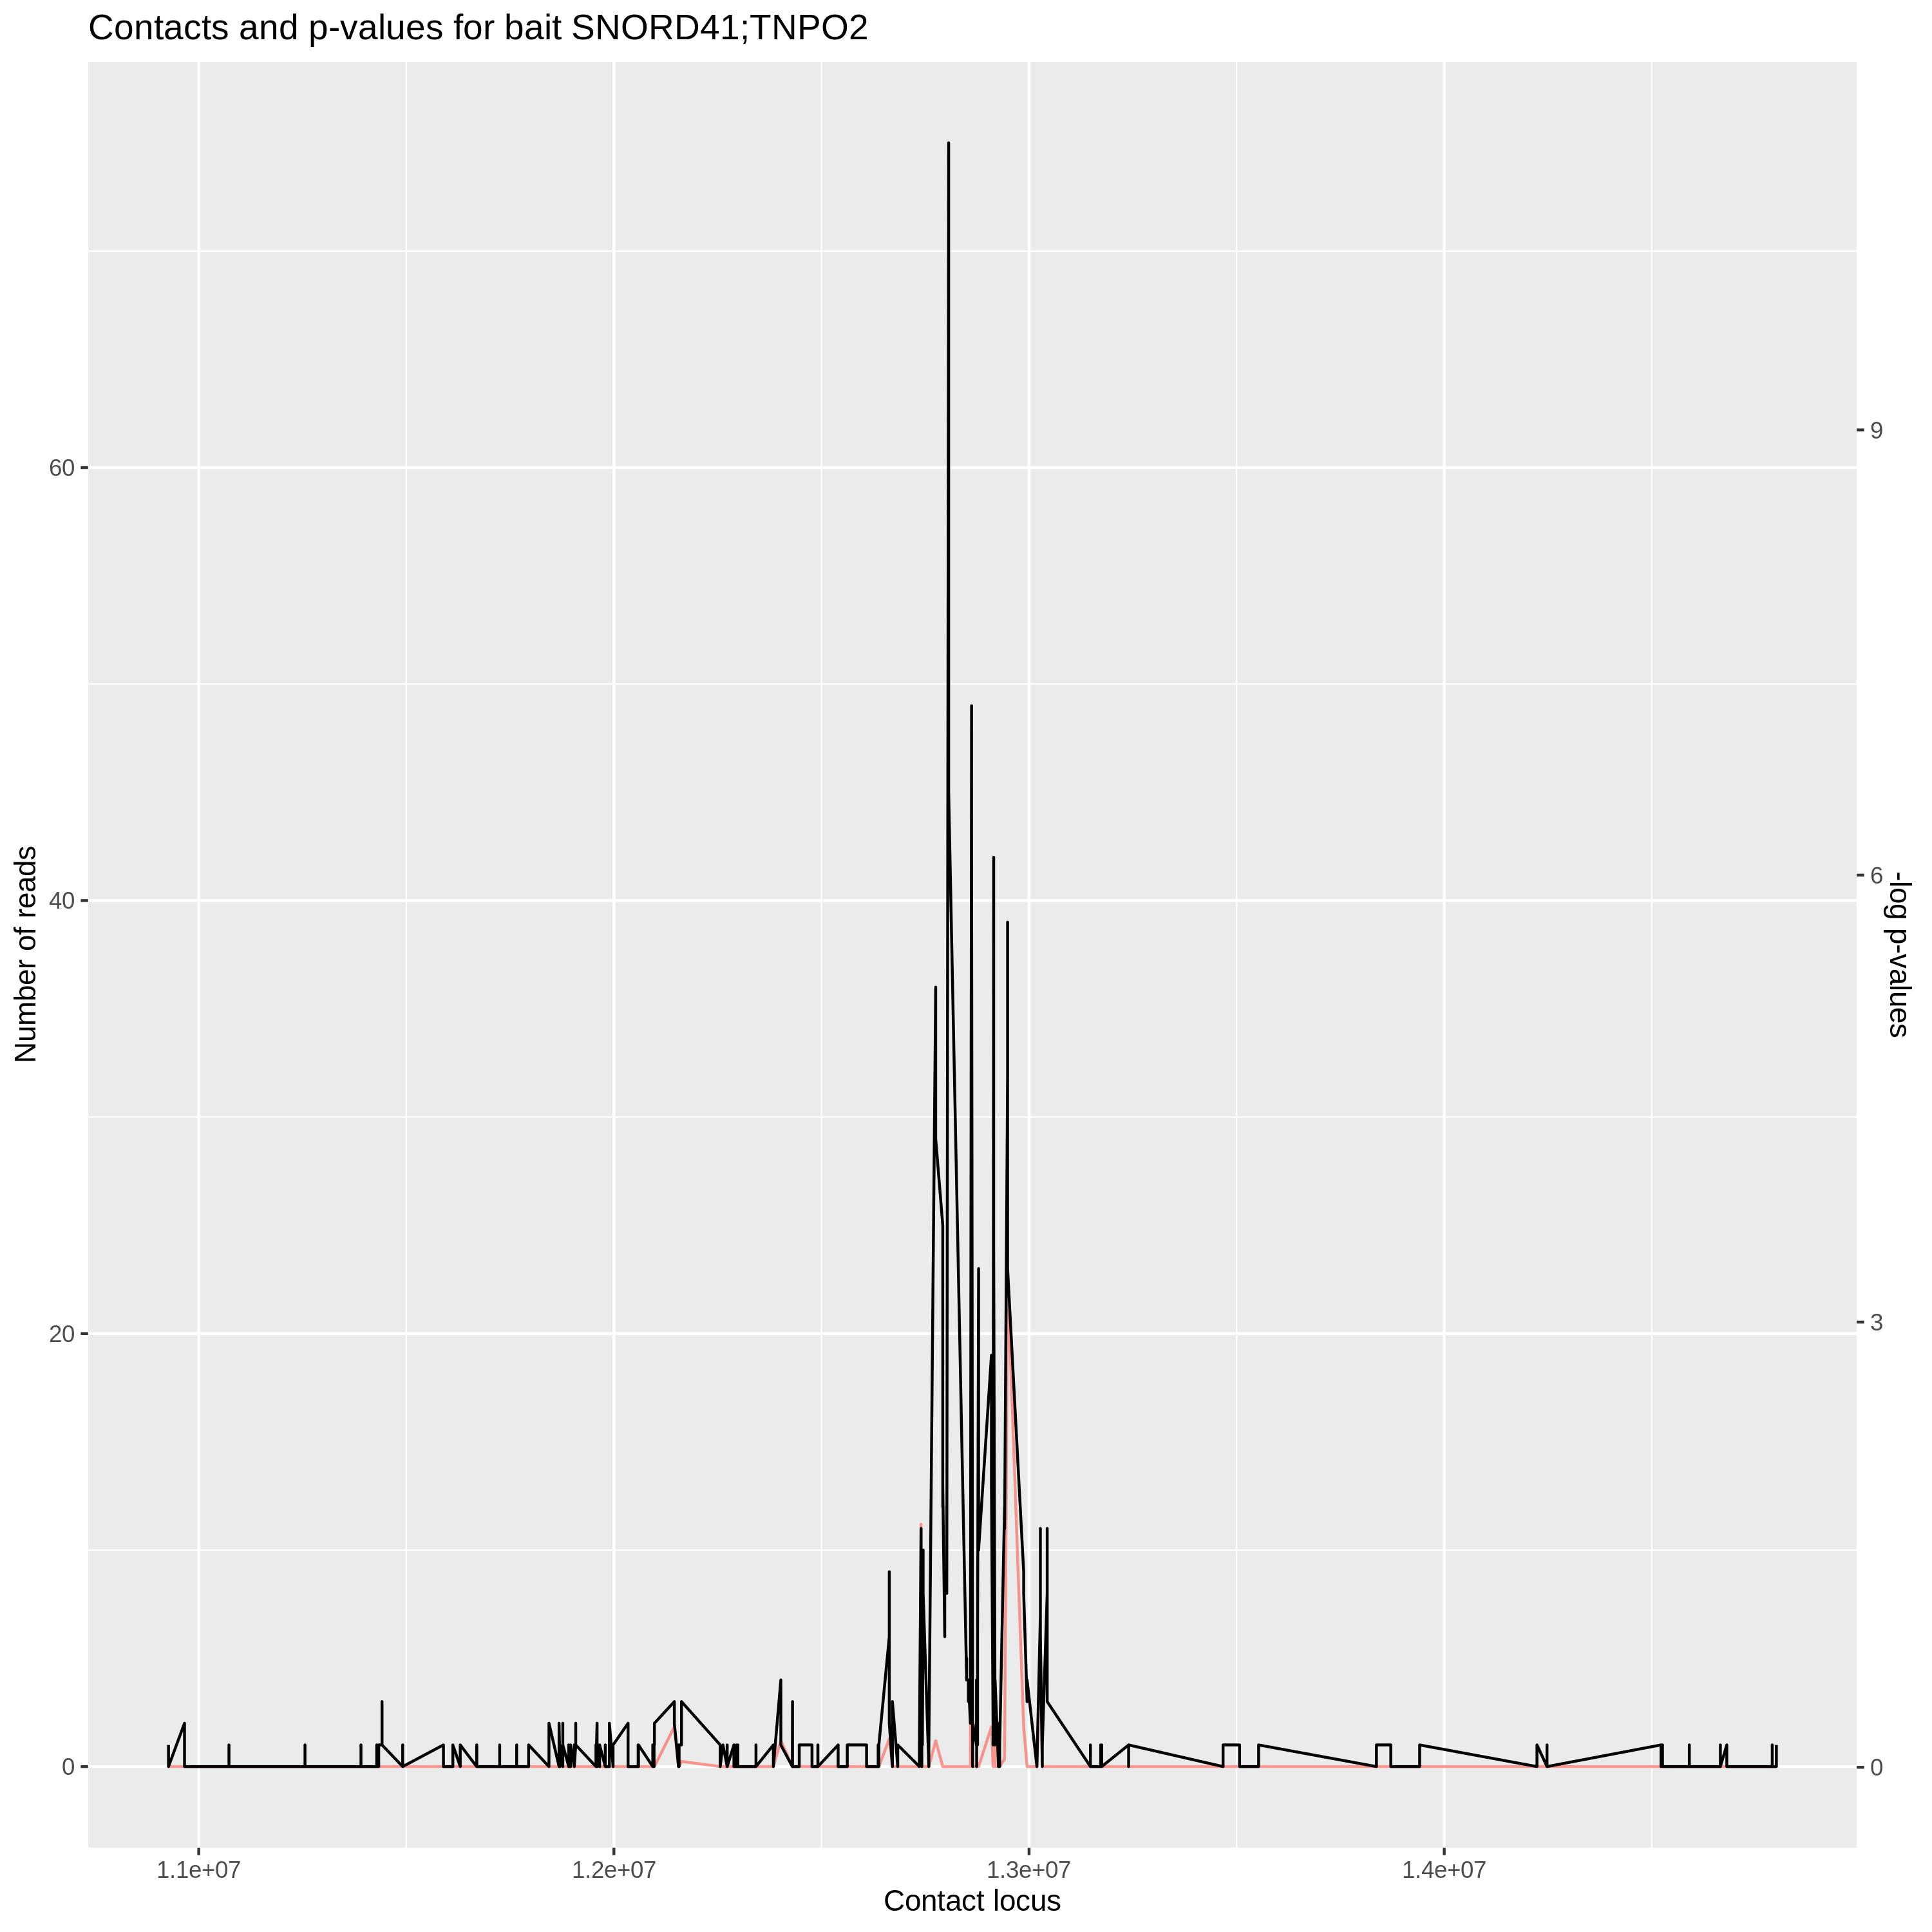 Contacts and p-values for bait SNORD41;TNPO2
Number of reads
60
40
20
0
9
6
3
0
-log p-values
1.1e+07 1.2e+07 1.3e+07 1.4e+07
Contact locus